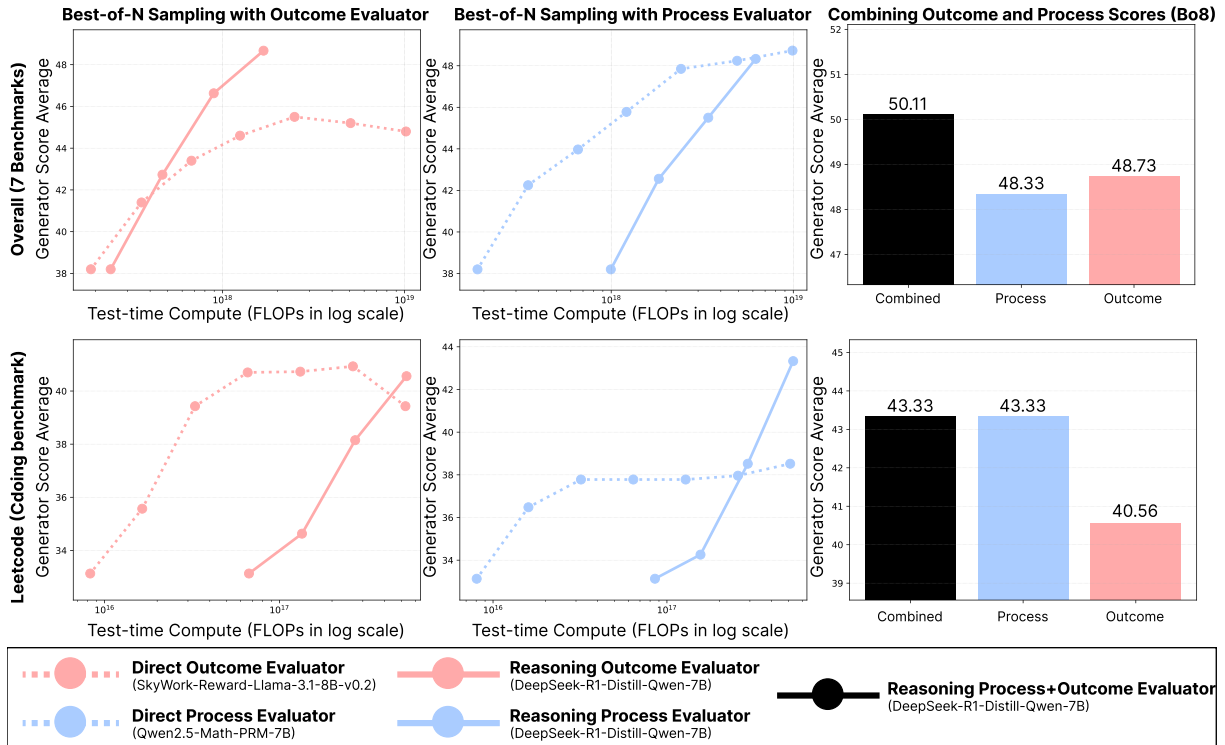 Best-of-N Sampling with Outcome Evaluator
Best-of-N Sampling with Process Evaluator
Combining Outcome and Process Scores (Bo8)
Overall (7 Benchmarks)
Generator Score Average
48
46
44
42
40
38
10¹⁸
10¹⁹
Test-time Compute (FLOPs in log scale)
Generator Score Average
48
46
44
42
40
38
10¹⁸
10¹⁹
Test-time Compute (FLOPs in log scale)
Generator Score Average
52
51
50
49
48
47
50.11
48.33
48.73
Combined
Process
Outcome
Leetcode (Cdoing benchmark)
Generator Score Average
40
38
36
34
10¹⁶
10¹⁷
Test-time Compute (FLOPs in log scale)
Generator Score Average
44
42
40
38
36
34
10¹⁶
10¹⁷
Test-time Compute (FLOPs in log scale)
Generator Score Average
45
44
43
42
41
40
39
43.33
43.33
40.56
Combined
Process
Outcome
Direct Outcome Evaluator
(SkyWork-Reward-Llama-3.1-8B-v0.2)
Direct Process Evaluator
(Qwen2.5-Math-PRM-7B)
Reasoning Outcome Evaluator
(DeepSeek-R1-Distill-Qwen-7B)
Reasoning Process Evaluator
(DeepSeek-R1-Distill-Qwen-7B)
Reasoning Process+Outcome Evaluator
(DeepSeek-R1-Distill-Qwen-7B)